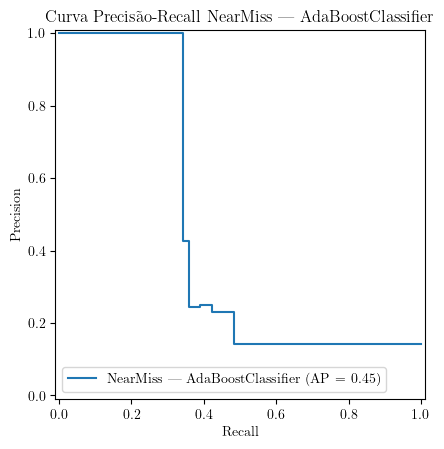 Curva Precisão-Recall NearMiss — AdaBoostClassifier
1.0
0.8
0.6
0.4
0.2
0.0
Precision
NearMiss — AdaBoostClassifier (AP = 0.45)
0.0 0.2 0.4 0.6 0.8 1.0
Recall